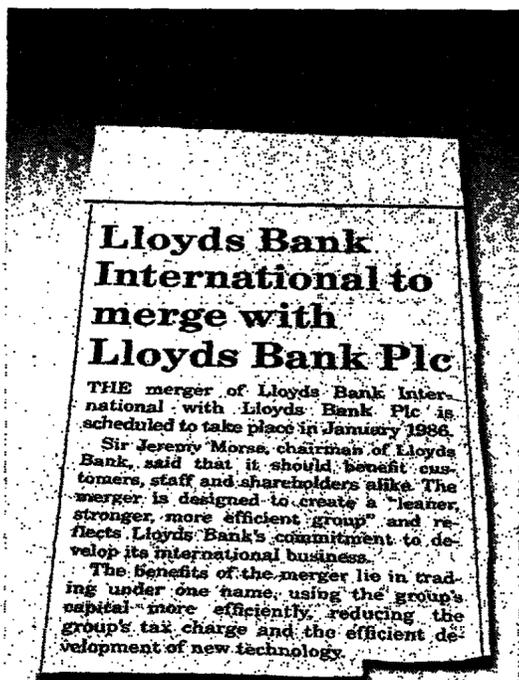 Lloyds Bank
International to
merge with
Lloyds Bank Plc
THE merger of Lloyds Bank Inter-
national with Lloyds Bank Plc is
scheduled to take place in January 1986.
Sir Jeremy Morse, chairman of Lloyds
Bank, said that it should benefit cus-
tomers, staff and shareholders alike. The
merger is designed to create a "leaner,
stronger, more efficient group" and re-
flects Lloyds Bank's commitment to de-
velop its international business.
The benefits of the merger lie in trad-
ing under one name, using the group's
capital more efficiently, reducing the
group's tax charge and the efficient de-
velopment of new technology.